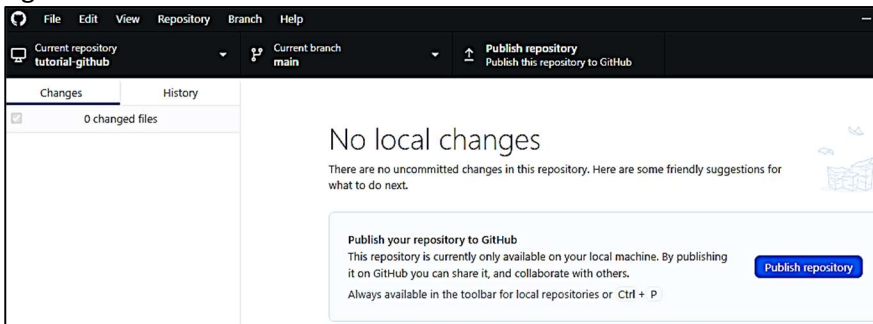 File Edit View Repository Branch Help
Current repository
tutorial-github
Current branch
main
Publish repository
Publish this repository to GitHub
Changes History
0 changed files
No local changes
There are no uncommitted changes in this repository. Here are some friendly suggestions for
what to do next.
Publish your repository to GitHub
This repository is currently only available on your local machine. By publishing
it on GitHub you can share it, and collaborate with others.
Publish repository
Always available in the toolbar for local repositories or Ctrl + P